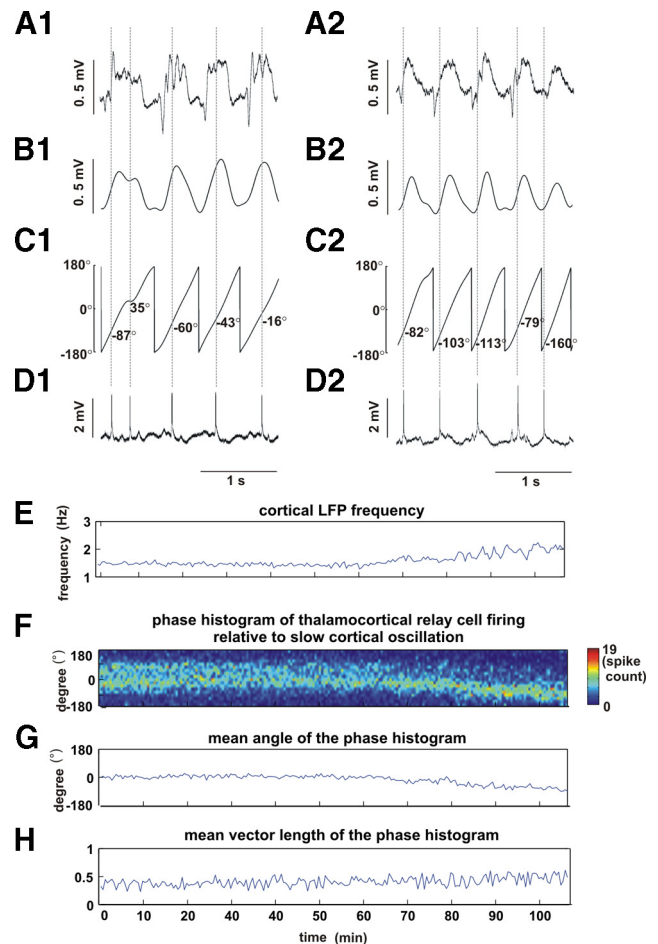 A1 A2
0.5 mV 0.5 mV
B1 B2
0.5 mV 0.5 mV
C1 C2
180° 180°
0° 0°
-180° -180°
-87° 35° -60° -43° -16°
-82° -103° -113° -79° -160°
D1 D2
2 mV 2 mV
1 s 1 s
E
cortical LFP frequency
frequency (Hz)
3
2
1
F
phase histogram of thalamocortical relay cell firing
relative to slow cortical oscillation
degree (°)
180
0
-180
19
(spike
count)
0
G
mean angle of the phase histogram
degree (°)
180
0
-180
H
mean vector length of the phase histogram
1
0.5
0
0 10 20 30 40 50 60 70 80 90 100
time (min)